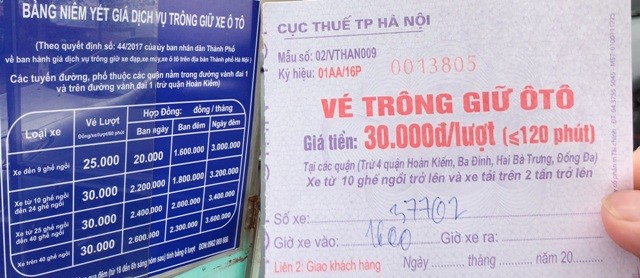 BẢNG NIÊM YẾT GIÁ DỊCH VỤ TRÔNG GIỮ XE Ô TÔ
(Theo quyết định số: 44/2017 của ủy ban nhân dân Thành Phố
về ban hành giá dịch vụ trông giữ xe đạp, xe máy, xe ô tô trên địa bàn Thành phố Hà Nội)
Các tuyến đường, phố thuộc các quận nằm trong đường vành đai 1
và trên đường vành đai 1 (trừ quận Hoàn Kiếm)
Loại xe
Vé Lượt
Hợp Đồng: đồng / tháng
Ban ngày
Ban đêm
Ngày đêm
Xe đến 9 ghế ngồi
25.000
20.000
1.600.000
3.000.000
Xe từ 10 ghế ngồi
đến 24 ghế ngồi
30.000
2.200.000
1.800.000
3.200.000
Xe từ 25 ghế ngồi
đến 40 ghế ngồi
30.000
2.400.000
2.000.000
3.400.000
Xe trên 40 ghế ngồi
30.000
2.600.000
2.300.000
3.600.000
CỤC THUẾ TP HÀ NỘI
Mẫu số: 02/VTHAN009
Ký hiệu: 01AA/16P
0013805
VÉ TRÔNG GIỮ ÔTÔ
Giá tiền: 30.000đ/lượt (≤120 phút)
Tại các quận (Trừ 4 quận Hoàn Kiếm, Ba Đình, Hai Bà Trưng, Đống Đa)
Xe từ 10 ghế ngồi trở lên và xe tải trên 2 tấn trở lên
Số xe: 37702
Giờ xe vào: 1600 Giờ xe ra:
Liên 2: Giao khách hàng Ngày ........ tháng ........ năm 20........